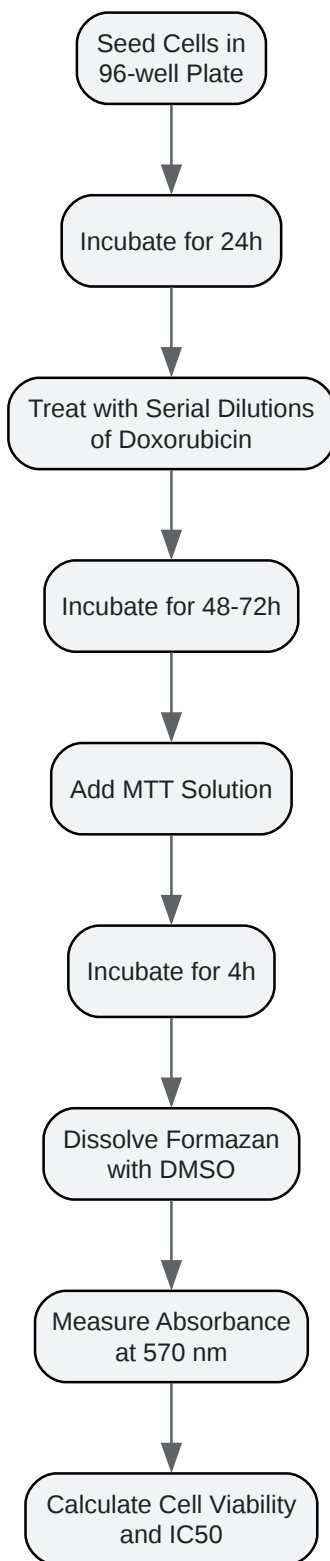 Seed Cells in
96-well Plate
Incubate for 24h
Treat with Serial Dilutions
of Doxorubicin
Incubate for 48-72h
Add MTT Solution
Incubate for 4h
Dissolve Formazan
with DMSO
Measure Absorbance
at 570 nm
Calculate Cell Viability
and IC50